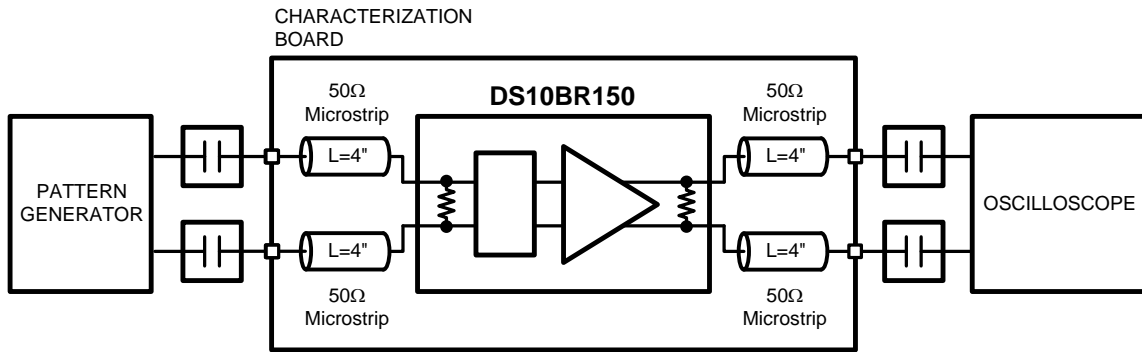 CHARACTERIZATION
BOARD
50Ω
Microstrip
DS10BR150
50Ω
Microstrip
L=4"
L=4"
PATTERN
GENERATOR
OSCILLOSCOPE
L=4"
L=4"
50Ω
Microstrip
50Ω
Microstrip